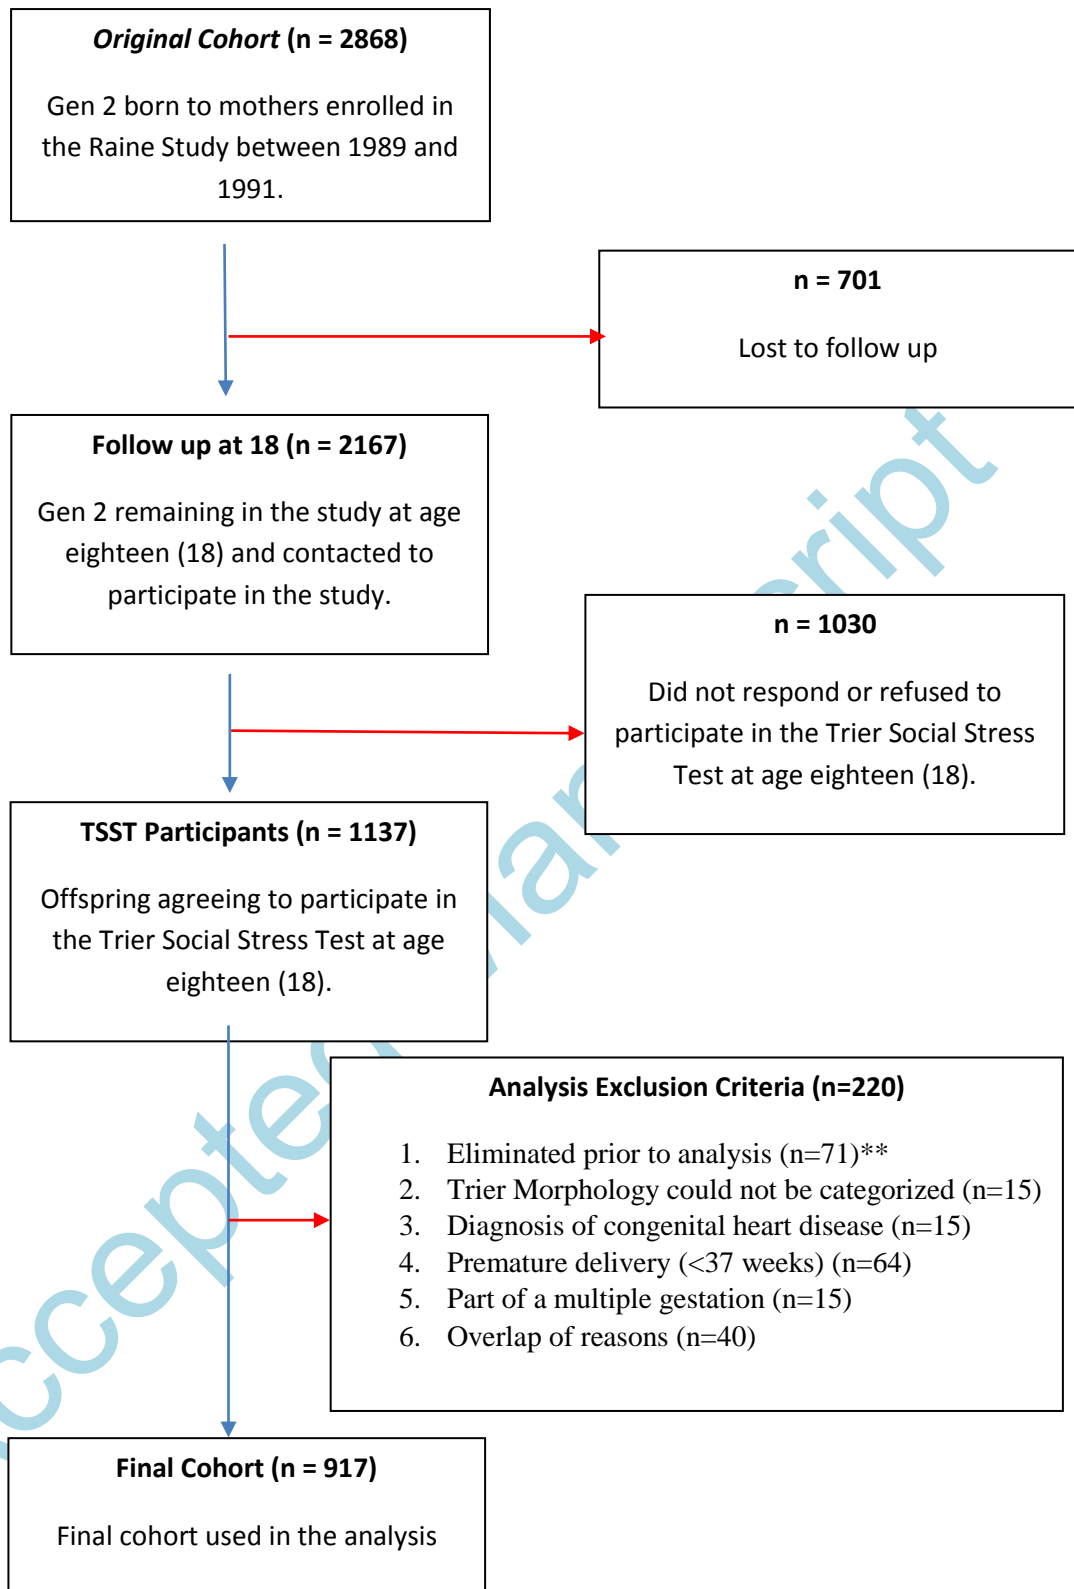 Original Cohort (n = 2868)
Gen 2 born to mothers enrolled in
the Raine Study between 1989 and
1991.
n = 701
Lost to follow up
Follow up at 18 (n = 2167)
Gen 2 remaining in the study at age
eighteen (18) and contacted to
participate in the study.
n = 1030
Did not respond or refused to
participate in the Trier Social Stress
Test at age eighteen (18).
TSST Participants (n = 1137)
Offspring agreeing to participate in
the Trier Social Stress Test at age
eighteen (18).
Analysis Exclusion Criteria (n=220)
1. Eliminated prior to analysis (n=71)**
2. Trier Morphology could not be categorized (n=15)
3. Diagnosis of congenital heart disease (n=15)
4. Premature delivery (<37 weeks) (n=64)
5. Part of a multiple gestation (n=15)
6. Overlap of reasons (n=40)
Final Cohort (n = 917)
Final cohort used in the analysis